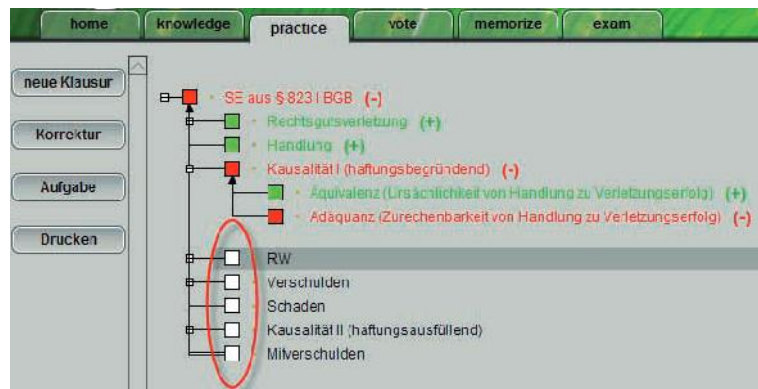 home knowledge practice vote memorize exam
neue Klausur
Korrektur
Aufgabe
Drucken
SE aus § 823 I BGB (-)
Rechtsgutsverletzung (+)
Handlung (+)
Kausalität I (haftungsbegründend) (-)
Äquivalenz (Ursächlichkeit von Handlung zu Verletzungserfolg) (+)
Adäquanz (Zurechenbarkeit von Handlung zu Verletzungserfolg) (-)
RW
Verschulden
Schaden
Kausalität II (haftungsausfüllend)
Mitverschulden